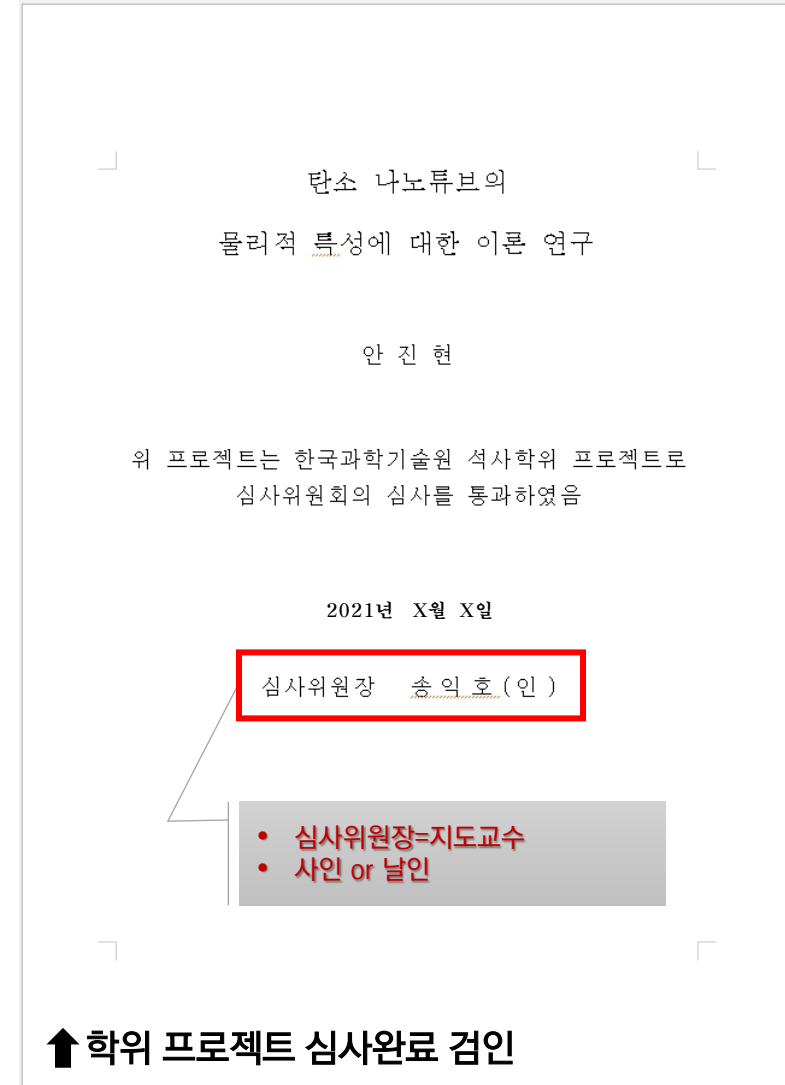 탄소 나노튜브의
물리적 특성에 대한 이론 연구
안 진 현
위 프로젝트는 한국과학기술원 석사학위 프로젝트로
심사위원회의 심사를 통과하였음
2021년 X월 X일
심사위원장 송 익 호 (인 )
• 심사위원장=지도교수
• 사인 or 날인
⬆ 학위 프로젝트 심사완료 검인